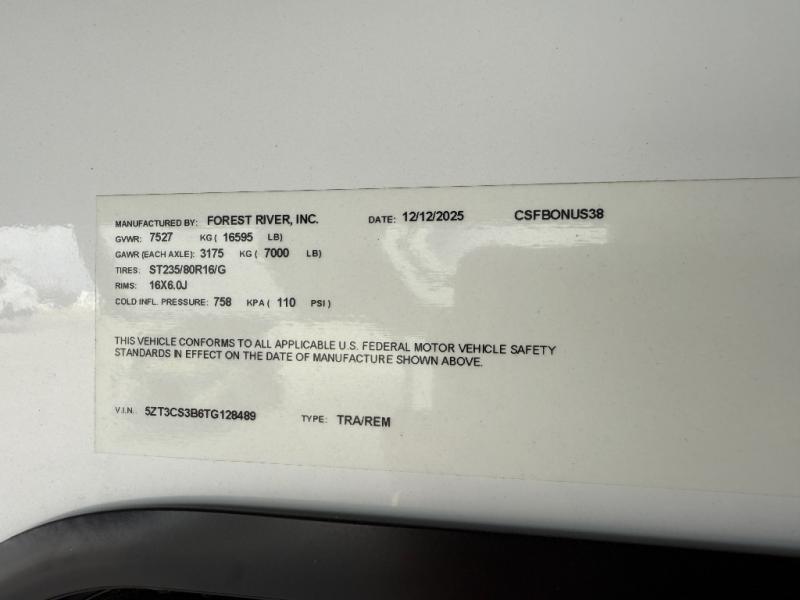 MANUFACTURED BY: FOREST RIVER, INC. DATE: 12/12/2025 CSFBONUS38
GVWR: 7527 KG ( 16595 LB)
GAWR (EACH AXLE): 3175 KG ( 7000 LB)
TIRES: ST235/80R16/G
RIMS: 16X6.0J
COLD INFL. PRESSURE: 758 KPA ( 110 PSI )
THIS VEHICLE CONFORMS TO ALL APPLICABLE U.S. FEDERAL MOTOR VEHICLE SAFETY
STANDARDS IN EFFECT ON THE DATE OF MANUFACTURE SHOWN ABOVE.
V.I.N. 5ZT3CS3B6TG128489 TYPE: TRA/REM